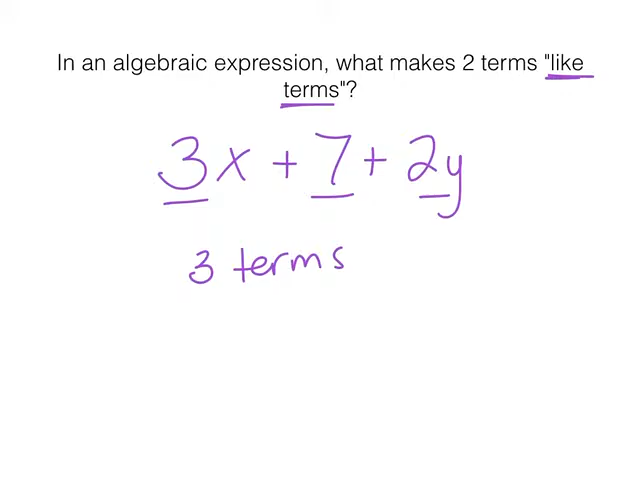 In an algebraic expression, what makes 2 terms "like
terms"?
3x + 7 + 2y
3 terms